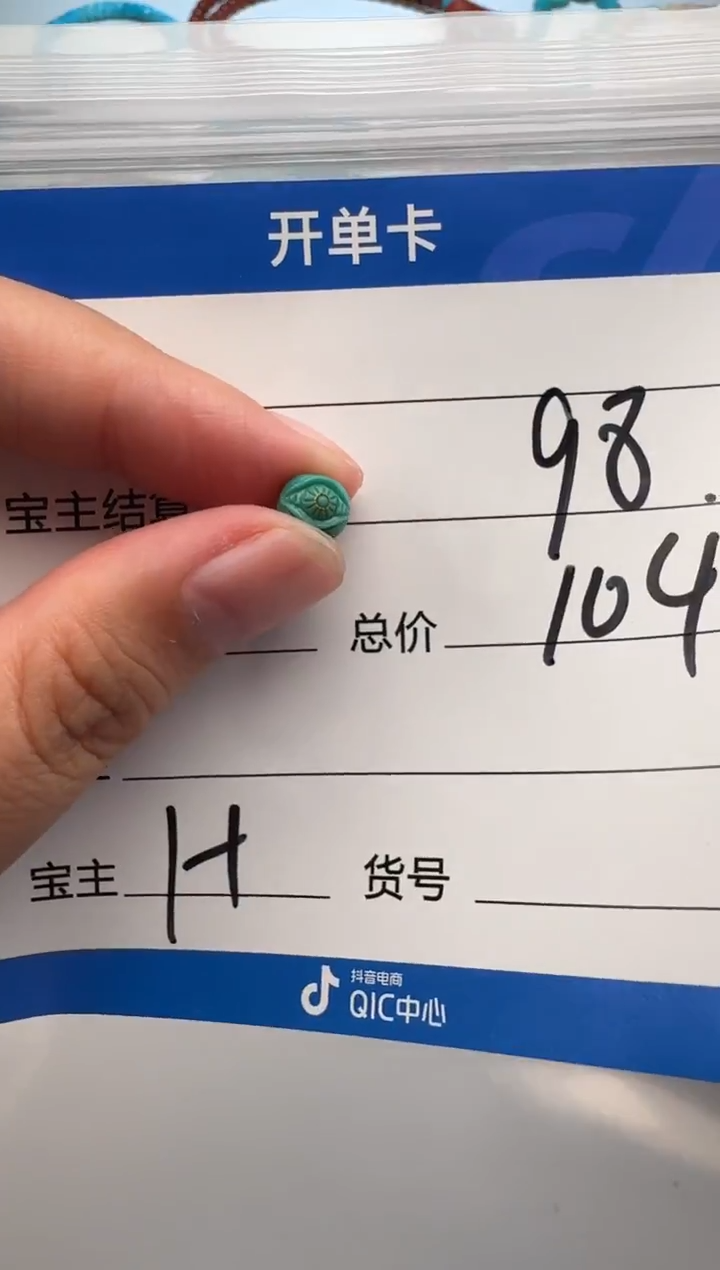 开单卡
宝主结算 98.
总价 104
宝主 H 货号
抖音电商
QIC中心